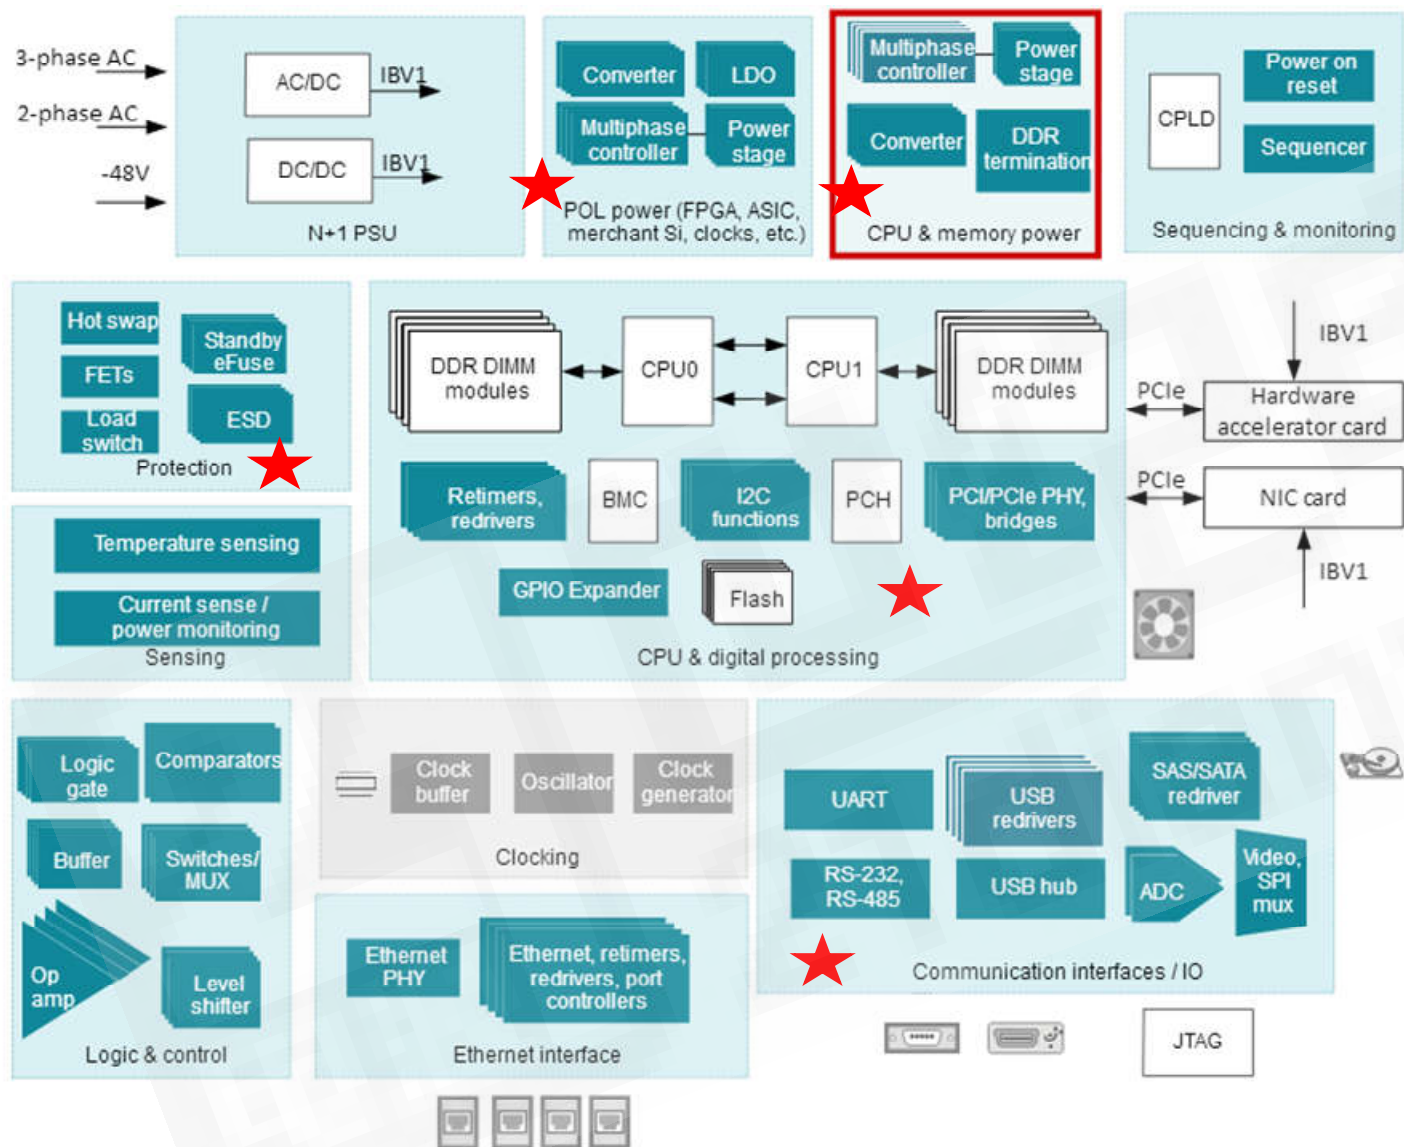 3-phase AC
2-phase AC
-48V
AC/DC
IBV1
DC/DC
IBV1
N+1 PSU
Converter
LDO
Multiphase
controller
Power
stage
POL power (FPGA, ASIC,
merchant Si, clocks, etc.)
Multiphase
controller
Power
stage
Converter
DDR
termination
CPU & memory power
CPLD
Power on
reset
Sequencer
Sequencing & monitoring
Hot swap
FETs
Load
switch
Standby
eFuse
ESD
Protection
DDR DIMM
modules
CPU0
CPU1
DDR DIMM
modules
Retimers,
redrivers
BMC
I2C
functions
PCH
PCI/PCIe PHY,
bridges
GPIO Expander
Flash
CPU & digital processing
IBV1
PCIe
Hardware
accelerator card
PCIe
NIC card
IBV1
Temperature sensing
Current sense /
power monitoring
Sensing
Logic
gate
Comparators
Buffer
Switches/
MUX
Op
amp
Level
shifter
Logic & control
Clock
buffer
Oscillator
Clock
generator
Clocking
Ethernet
PHY
Ethernet, retimers,
redrivers, port
controllers
Ethernet interface
UART
USB
redrivers
SAS/SATA
redriver
RS-232,
RS-485
USB hub
ADC
Video,
SPI
mux
Communication interfaces / IO
JTAG